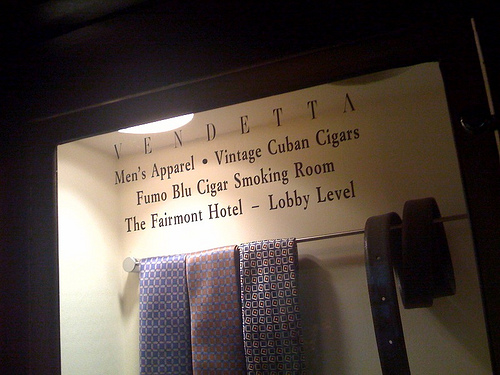 VENDETTA
Men's Apparel • Vintage Cuban Cigars
Fumo Blu Cigar Smoking Room
The Fairmont Hotel – Lobby Level